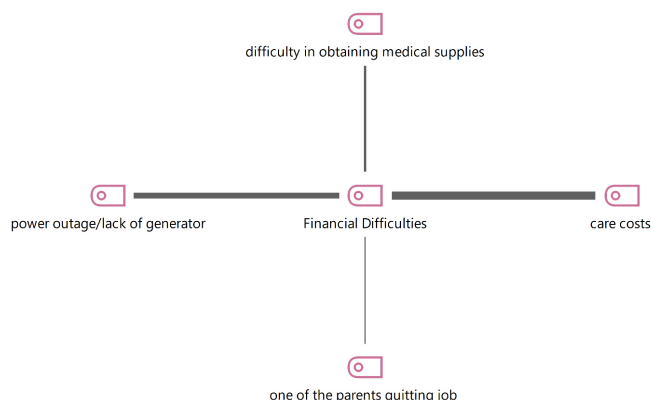 difficulty in obtaining medical supplies
power outage/lack of generator
Financial Difficulties
care costs
one of the parents quitting job